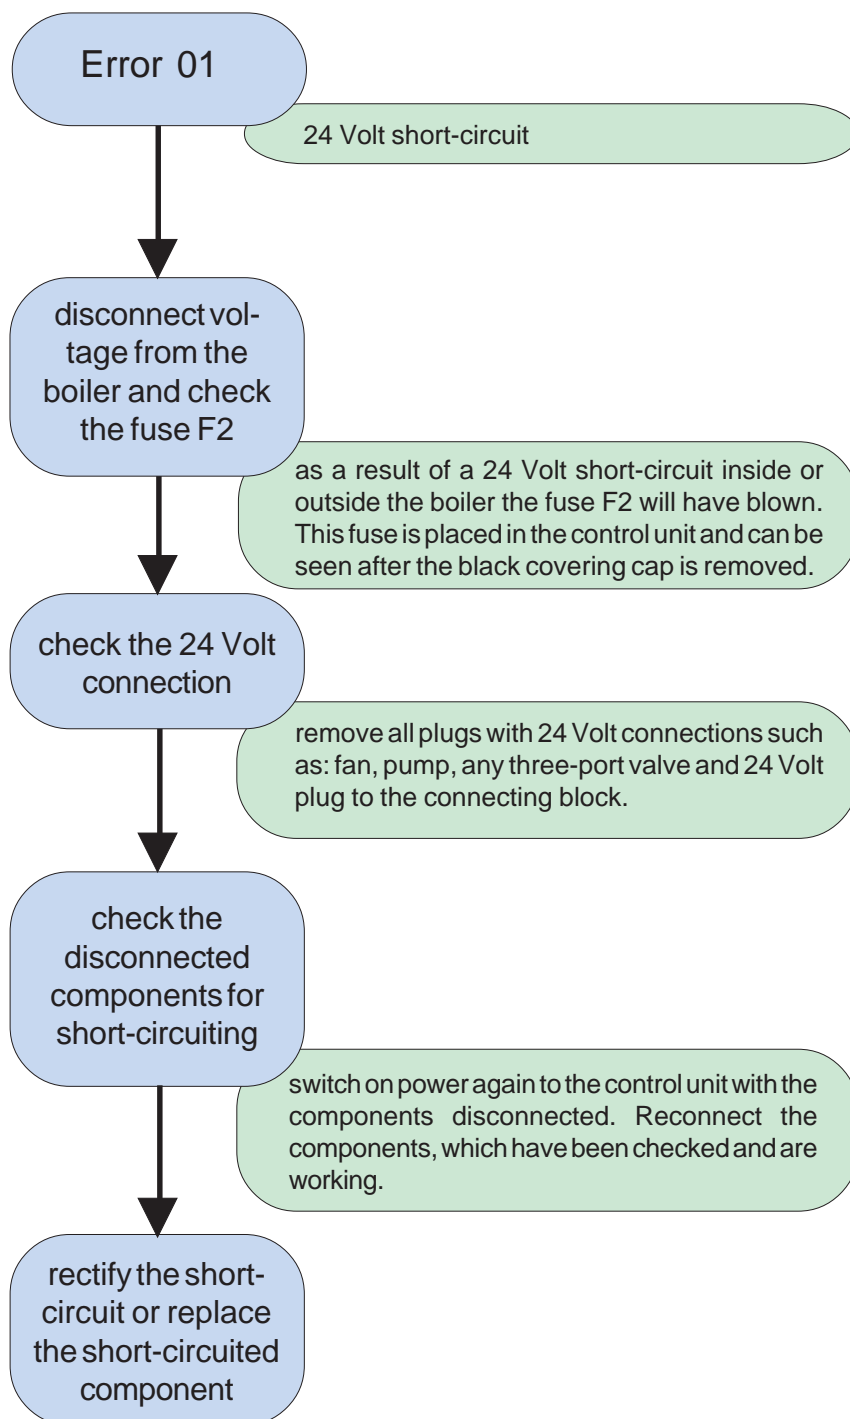 Error 01
24 Volt short-circuit
disconnect vol-
tage from the
boiler and check
the fuse F2
as a result of a 24 Volt short-circuit inside or
outside the boiler the fuse F2 will have blown.
This fuse is placed in the control unit and can be
seen after the black covering cap is removed.
check the 24 Volt
connection
remove all plugs with 24 Volt connections such
as: fan, pump, any three-port valve and 24 Volt
plug to the connecting block.
check the
disconnected
components for
short-circuiting
switch on power again to the control unit with the
components disconnected. Reconnect the
components, which have been checked and are
working.
rectify the short-
circuit or replace
the short-circuited
component